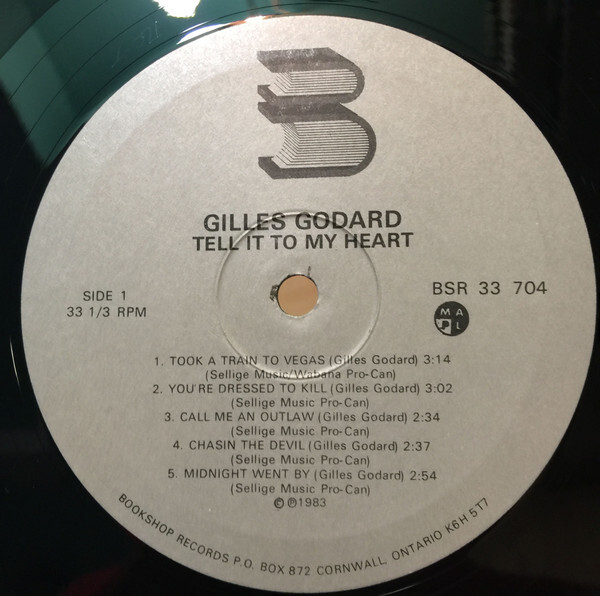 GILLES GODARD
TELL IT TO MY HEART
SIDE 1
33 1/3 RPM
BSR 33 704
M A
P L
1. TOOK A TRAIN TO VEGAS (Gilles Godard) 3:14
(Sellige Music/Wabana Pro-Can)
2. YOU'RE DRESSED TO KILL (Gilles Godard) 3:02
(Sellige Music Pro-Can)
3. CALL ME AN OUTLAW (Gilles Godard) 2:34
(Sellige Music Pro-Can)
4. CHASIN THE DEVIL (Gilles Godard) 2:37
(Sellige Music Pro-Can)
5. MIDNIGHT WENT BY (Gilles Godard) 2:54
(Sellige Music Pro-Can)
© ℗ 1983
BOOKSHOP RECORDS P.O. BOX 872 CORNWALL, ONTARIO K6H 5T7